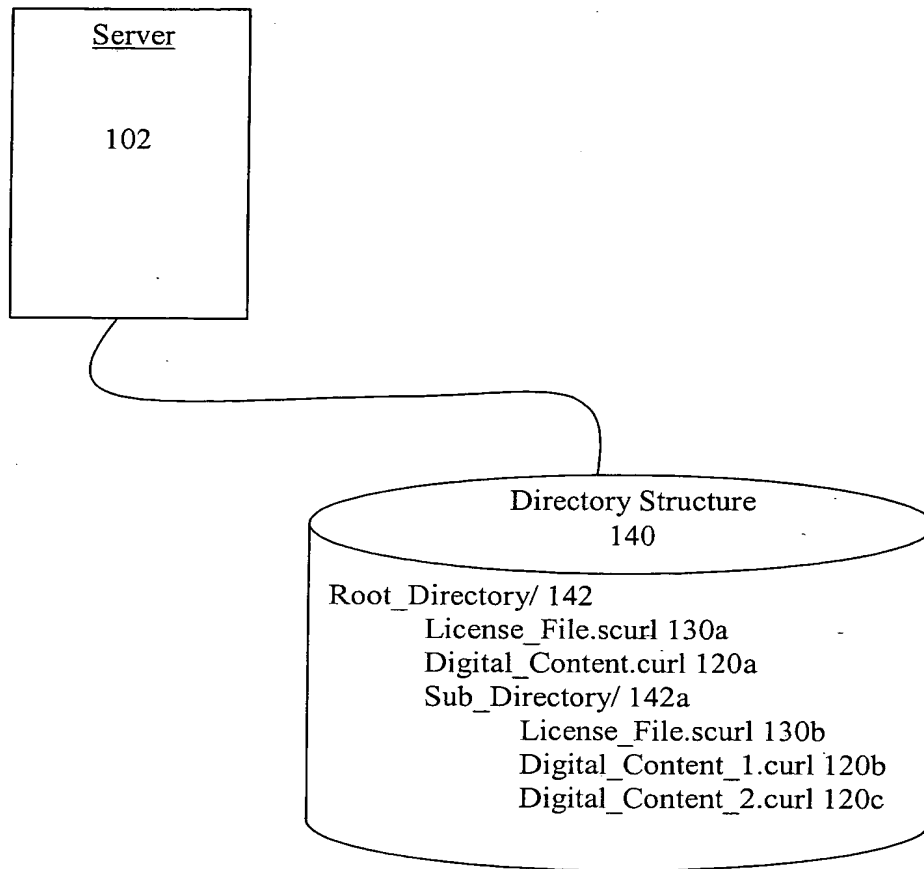 Server
102
Directory Structure
140
Root_Directory/ 142
License_File.scurl 130a
Digital_Content.curl 120a
Sub_Directory/ 142a
License_File.scurl 130b
Digital_Content_1.curl 120b
Digital_Content_2.curl 120c